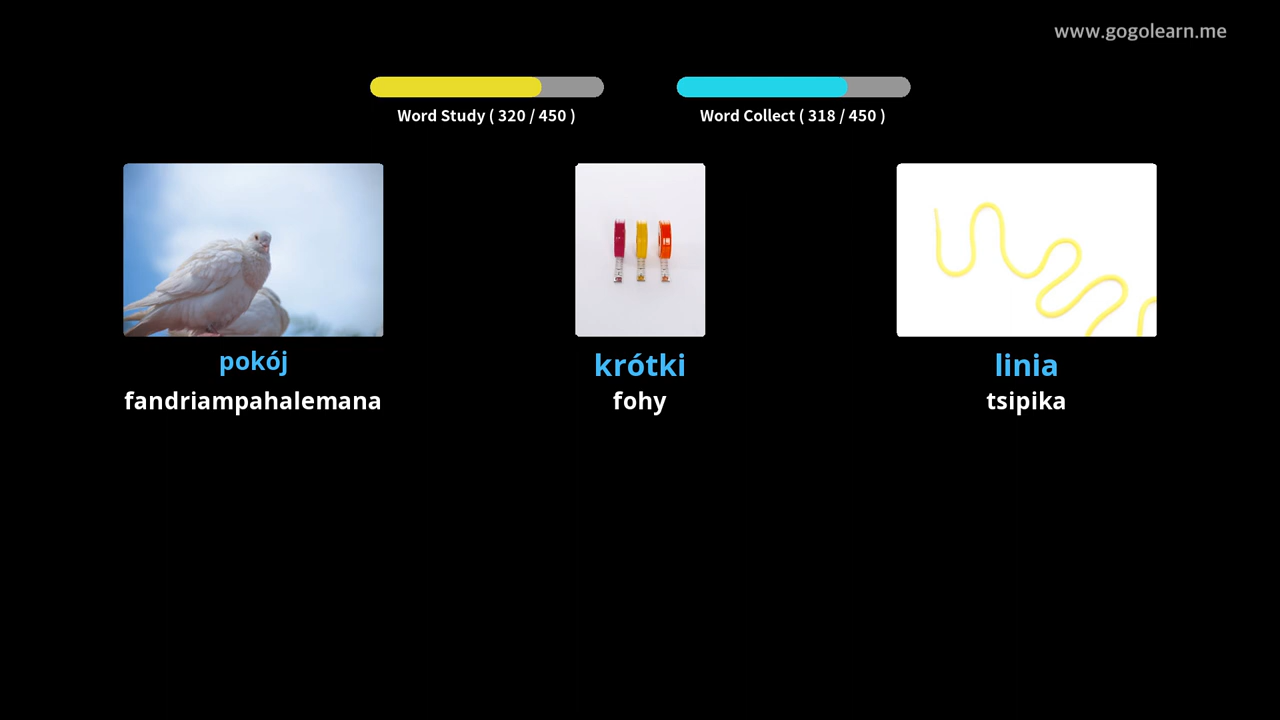 www.gogolearn.me
Word Study ( 320 / 450 )
Word Collect ( 318 / 450 )
pokój
fandriampahalemana
krótki
fohy
linia
tsipika